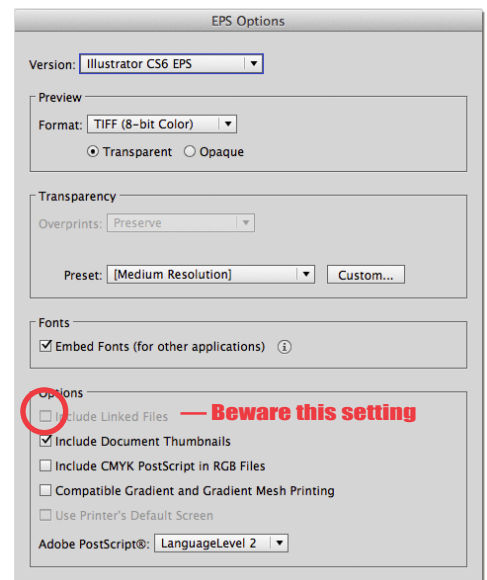 EPS Options
Version: Illustrator CS6 EPS
Preview
Format: TIFF (8-bit Color)
Transparent Opaque
Transparency
Overprints: Preserve
Preset: [Medium Resolution] Custom...
Fonts
Embed Fonts (for other applications) i
Options
Include Linked Files — Beware this setting
Include Document Thumbnails
Include CMYK PostScript in RGB Files
Compatible Gradient and Gradient Mesh Printing
Use Printer's Default Screen
Adobe PostScript®: LanguageLevel 2